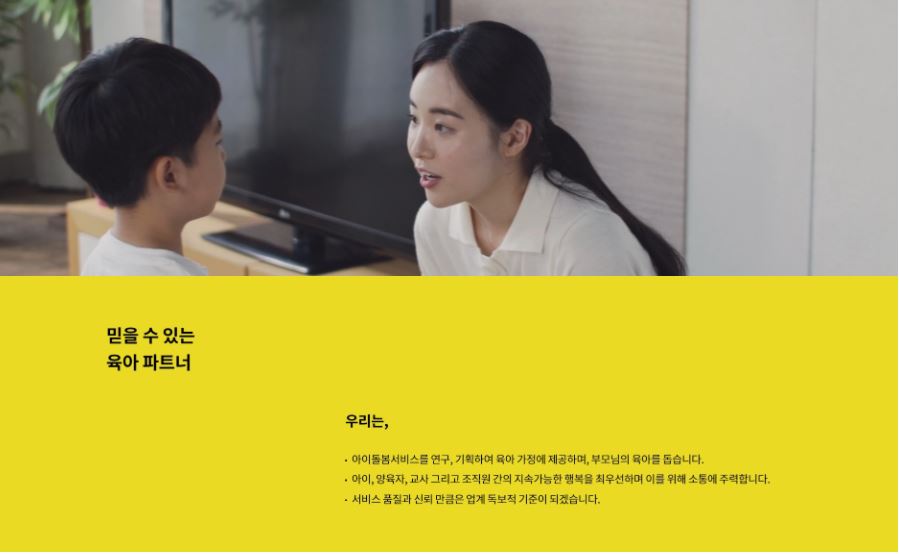 믿을 수 있는
육아 파트너
우리는,
· 아이돌봄서비스를 연구, 기획하여 육아 가정에 제공하며, 부모님의 육아를 돕습니다.
· 아이, 양육자, 교사 그리고 조직원 간의 지속가능한 행복을 최우선하며 이를 위해 소통에 주력합니다.
· 서비스 품질과 신뢰 만큼은 업계 독보적 기준이 되겠습니다.